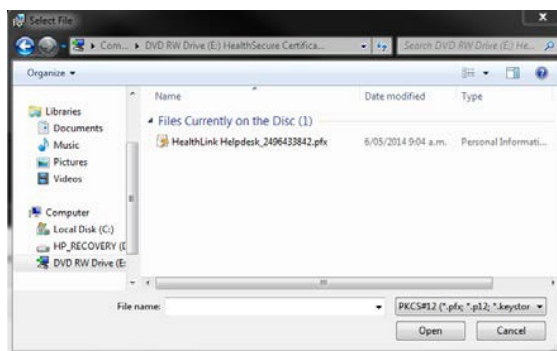 Select File
Com... ▸ DVD RW Drive (E:) HealthSecure Certifica...
Search DVD RW Drive (E:) He...
Organize
Name Date modified Type
Libraries
Documents
Music
Pictures
Videos
Computer
Local Disk (C:)
HP_RECOVERY (
DVD RW Drive (E:
Files Currently on the Disc (1)
HealthLink Helpdesk_2496433842.pfx 6/05/2014 9:04 a.m. Personal Informati...
File name:
PKCS#12 (*.pfx; *.p12; *.keystor
Open Cancel